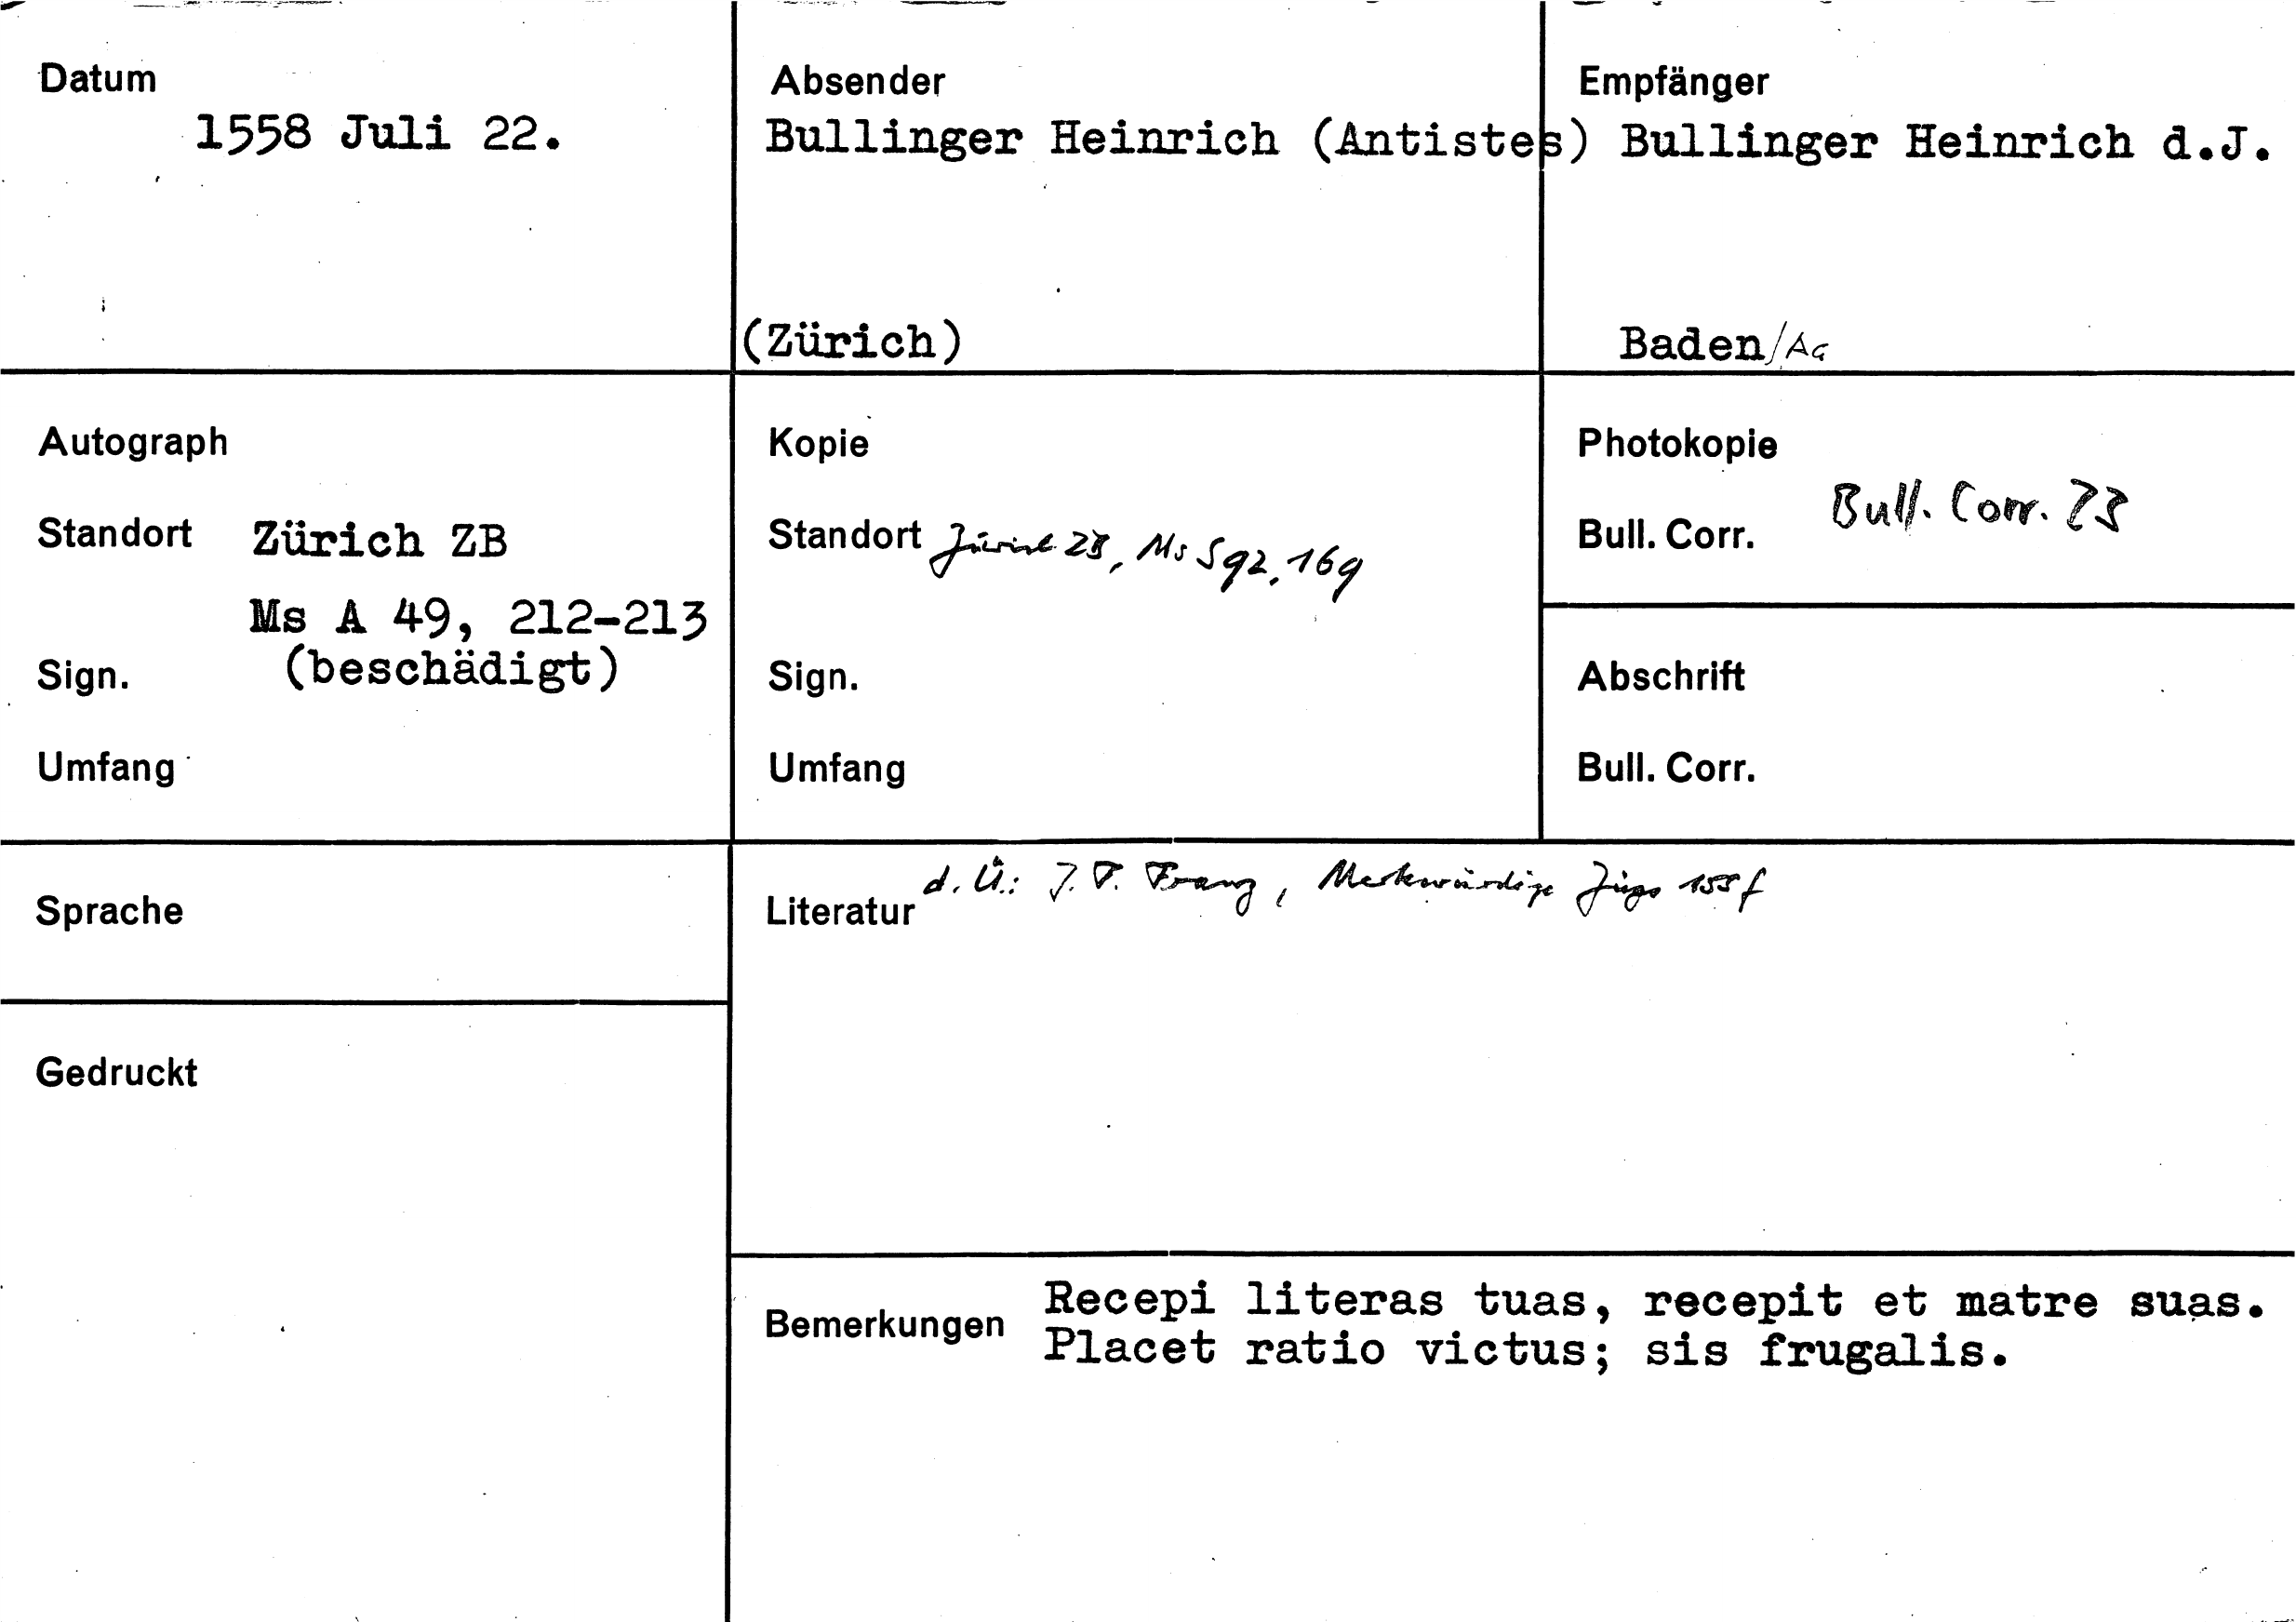 Datum
1558 Juli 22.
Absender
Bullinger Heinrich (Antistes)
(Zürich)
Empfänger
Bullinger Heinrich d.J.
Baden/AG
Autograph
Standort Zürich ZB
Ms A 49, 212-213
Sign. (beschädigt)
Umfang
Kopie
Standort Zürich ZB, Ms S 92, 169
Sign.
Umfang
Photokopie
Bull. Corr. Bull. Corr.
Abschrift
Bull. Corr.
Sprache
Gedruckt
Literatur d. Ü.: J. F. Franz, Merkwürdige Züge 155 f
Bemerkungen Recepi literas tuas, recepit et matre suas.
Placet ratio victus; sis frugalis.